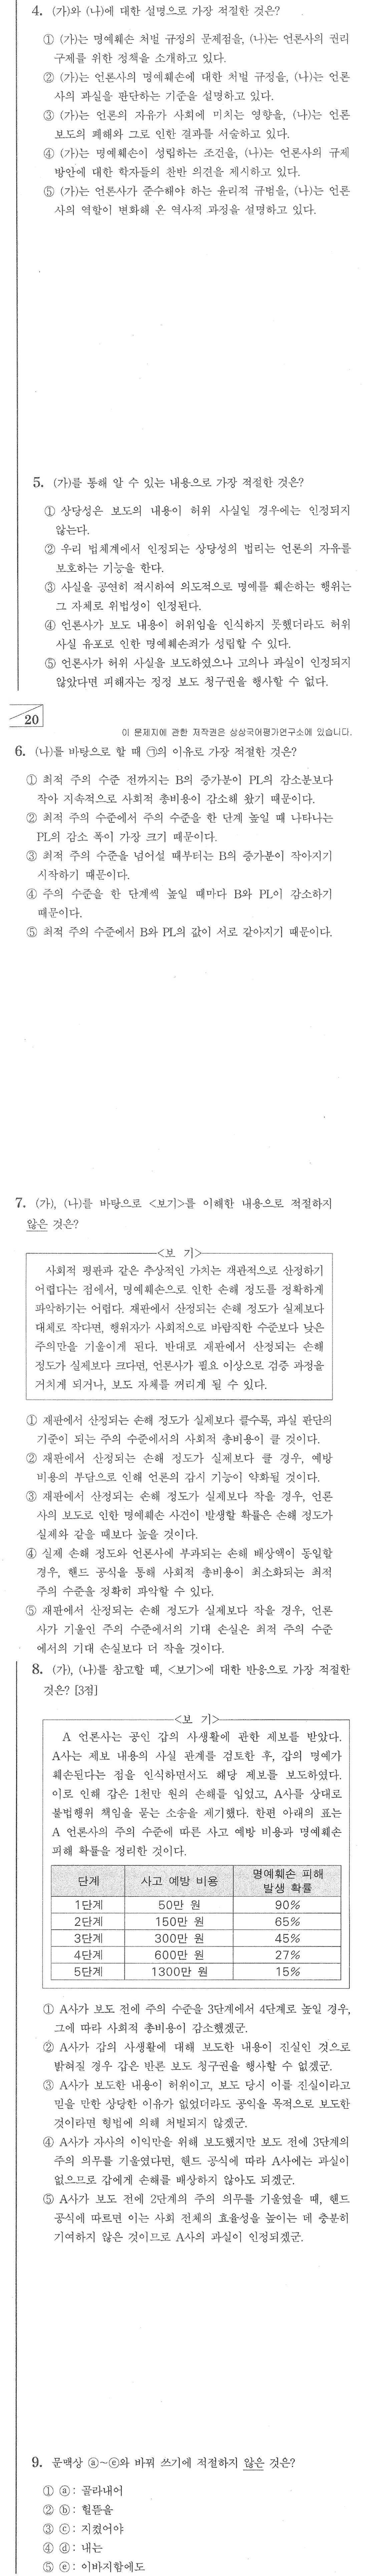 4. (가)와 (나)에 대한 설명으로 가장 적절한 것은?
① (가)는 명예훼손 처벌 규정의 문제점을, (나)는 언론사의 권리
구제를 위한 정책을 소개하고 있다.
② (가)는 언론사의 명예훼손에 대한 처벌 규정을, (나)는 언론
사의 과실을 판단하는 기준을 설명하고 있다.
③ (가)는 언론의 자유가 사회에 미치는 영향을, (나)는 언론
보도의 폐해와 그로 인한 결과를 서술하고 있다.
④ (가)는 명예훼손이 성립하는 조건을, (나)는 언론사의 규제
방안에 대한 학자들의 찬반 의견을 제시하고 있다.
⑤ (가)는 언론사가 준수해야 하는 윤리적 규범을, (나)는 언론
사의 역할이 변화해 온 역사적 과정을 설명하고 있다.
5. (가)를 통해 알 수 있는 내용으로 가장 적절한 것은?
① 상당성은 보도의 내용이 허위 사실일 경우에는 인정되지
않는다.
② 우리 법체계에서 인정되는 상당성의 법리는 언론의 자유를
보호하는 기능을 한다.
③ 사실을 공연히 적시하여 의도적으로 명예를 훼손하는 행위는
그 자체로 위법성이 인정된다.
④ 언론사가 보도 내용이 허위임을 인식하지 못했더라도 허위
사실 유포로 인한 명예훼손죄가 성립할 수 있다.
⑤ 언론사가 허위 사실을 보도하였으나 고의나 과실이 인정되지
않았다면 피해자는 정정 보도 청구권을 행사할 수 없다.
20
이 문제지에 관한 저작권은 상상국어평가연구소에 있습니다.
6. (나)를 바탕으로 할 때 ㉠의 이유로 가장 적절한 것은?
① 최적 주의 수준 전까지는 B의 증가분이 PL의 감소분보다
작아 지속적으로 사회적 총비용이 감소해 왔기 때문이다.
② 최적 주의 수준에서 주의 수준을 한 단계 높일 때 나타나는
PL의 감소 폭이 가장 크기 때문이다.
③ 최적 주의 수준을 넘어설 때부터는 B의 증가분이 작아지기
시작하기 때문이다.
④ 주의 수준을 한 단계씩 높일 때마다 B와 PL이 감소하기
때문이다.
⑤ 최적 주의 수준에서 B와 PL의 값이 서로 같아지기 때문이다.
7. (가), (나)를 바탕으로 <보기>를 이해한 내용으로 적절하지
않은 것은?
<보 기>
사회적 평판과 같은 추상적인 가치는 객관적으로 산정하기
어렵다는 점에서, 명예훼손으로 인한 손해 정도를 정확하게
파악하기는 어렵다. 재판에서 산정되는 손해 정도가 실제보다
대체로 작다면, 행위자가 사회적으로 바람직한 수준보다 낮은
주의만을 기울이게 된다. 반대로 재판에서 산정되는 손해
정도가 실제보다 크다면, 언론사가 필요 이상으로 검증 과정을
거치게 되거나, 보도 자체를 꺼리게 될 수 있다.
① 재판에서 산정되는 손해 정도가 실제보다 클수록, 과실 판단의
기준이 되는 주의 수준에서의 사회적 총비용이 클 것이다.
② 재판에서 산정되는 손해 정도가 실제보다 클 경우, 예방
비용의 부담으로 인해 언론의 감시 기능이 약화될 것이다.
③ 재판에서 산정되는 손해 정도가 실제보다 작을 경우, 언론
사의 보도로 인한 명예훼손 사건이 발생할 확률은 손해 정도가
실제와 같을 때보다 높을 것이다.
④ 실제 손해 정도와 언론사에 부과되는 손해 배상액이 동일할
경우, 핸드 공식을 통해 사회적 총비용이 최소화되는 최적
주의 수준을 정확히 파악할 수 있다.
⑤ 재판에서 산정되는 손해 정도가 실제보다 작을 경우, 언론
사가 기울인 주의 수준에서의 기대 손실은 최적 주의 수준
에서의 기대 손실보다 더 작을 것이다.
8. (가), (나)를 참고할 때, <보기>에 대한 반응으로 가장 적절한
것은? [3점]
<보 기>
A 언론사는 공인 갑의 사생활에 관한 제보를 받았다.
A사는 제보 내용의 사실 관계를 검토한 후, 갑의 명예가
훼손된다는 점을 인식하면서도 해당 제보를 보도하였다.
이로 인해 갑은 1천만 원의 손해를 입었고, A사를 상대로
불법행위 책임을 묻는 소송을 제기했다. 한편 아래의 표는
A 언론사의 주의 수준에 따른 사고 예방 비용과 명예훼손
피해 확률을 정리한 것이다.
단계 사고 예방 비용 명예훼손 피해
발생 확률
1단계 50만 원 90%
2단계 150만 원 65%
3단계 300만 원 45%
4단계 600만 원 27%
5단계 1300만 원 15%
① A사가 보도 전에 주의 수준을 3단계에서 4단계로 높일 경우,
그에 따라 사회적 총비용이 감소했겠군.
② A사가 갑의 사생활에 대해 보도한 내용이 진실인 것으로
밝혀질 경우 갑은 반론 보도 청구권을 행사할 수 없겠군.
③ A사가 보도한 내용이 허위이고, 보도 당시 이를 진실이라고
믿을 만한 상당한 이유가 없었더라도 공익을 목적으로 보도한
것이라면 형법에 의해 처벌되지 않겠군.
④ A사가 자사의 이익만을 위해 보도했지만 보도 전에 3단계의
주의 의무를 기울였다면, 핸드 공식에 따라 A사에는 과실이
없으므로 갑에게 손해를 배상하지 않아도 되겠군.
⑤ A사가 보도 전에 2단계의 주의 의무를 기울였을 때, 핸드
공식에 따르면 이는 사회 전체의 효율성을 높이는 데 충분히
기여하지 않은 것이므로 A사의 과실이 인정되겠군.
9. 문맥상 ⓐ~ⓔ와 바꿔 쓰기에 적절하지 않은 것은?
① ⓐ: 골라내어
② ⓑ: 헐뜯을
③ ⓒ: 지켰어야
④ ⓓ: 내는
⑤ ⓔ: 이바지함에도